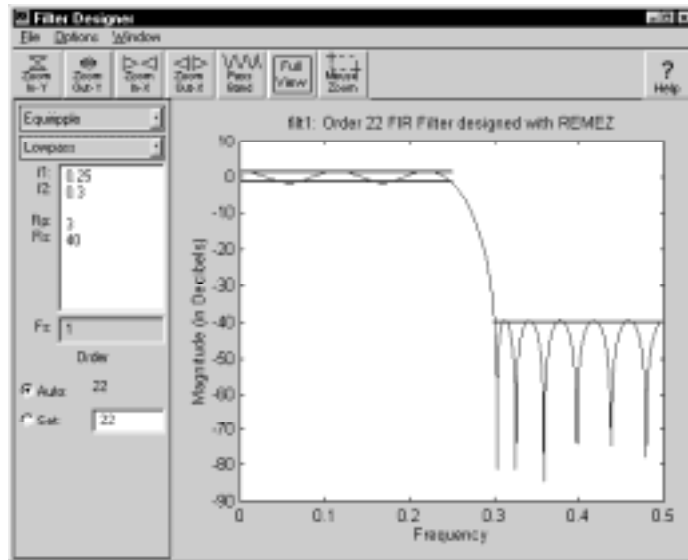 Filter Designer
File Options Window
Zoom In-Y
Zoom Out-Y
Zoom In-X
Zoom Out-X
Pass Band
Full View
Mouse Zoom
? Help
Equiripple
Lowpass
f1: 0.25
f2: 0.3
Rp: 3
Rs: 40
Fs: 1
Order
Auto: 22
Set: 22
filt1: Order 22 FIR Filter designed with REMEZ
Magnitude (in Decibels)
10
0
-10
-20
-30
-40
-50
-60
-70
-80
-90
0 0.1 0.2 0.3 0.4 0.5
Frequency